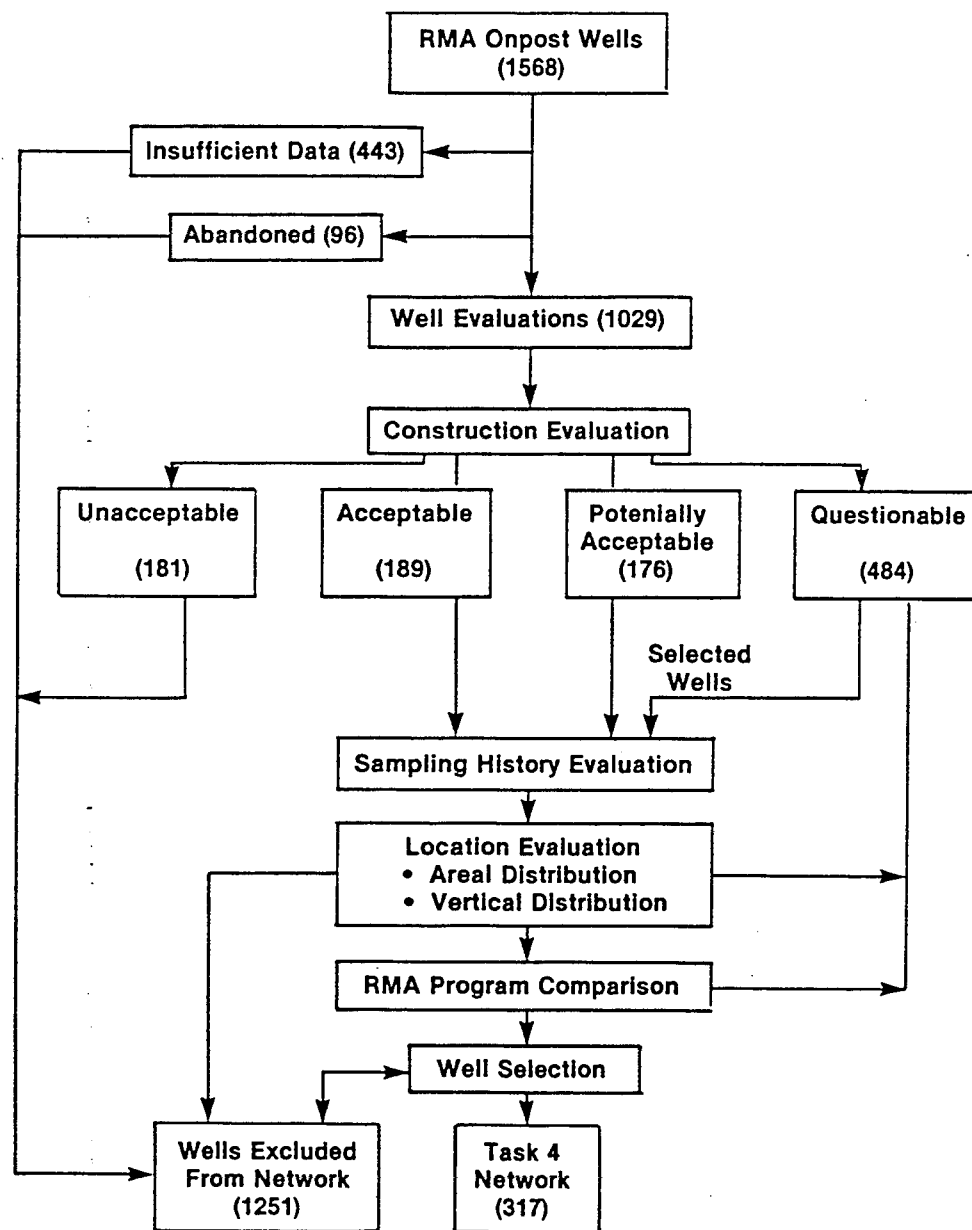 RMA Onpost Wells
(1568)
Insufficient Data (443)
Abandoned (96)
Well Evaluations (1029)
Construction Evaluation
Unacceptable
(181)
Acceptable
(189)
Potenially
Acceptable
(176)
Questionable
(484)
Selected
Wells
Sampling History Evaluation
Location Evaluation
• Areal Distribution
• Vertical Distribution
RMA Program Comparison
Well Selection
Wells Excluded
From Network
(1251)
Task 4
Network
(317)